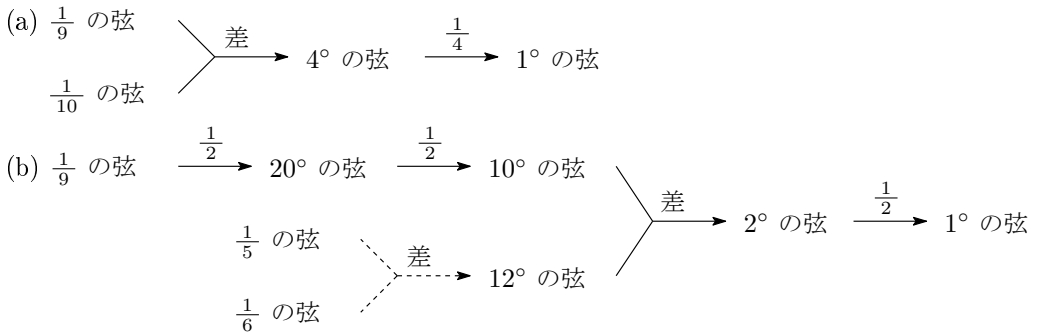 (a) 1/9 の弦
差
4° の弦
1/4
1° の弦
1/10 の弦
(b) 1/9 の弦
1/2
20° の弦
1/2
10° の弦
差
2° の弦
1/2
1° の弦
1/5 の弦
差
12° の弦
1/6 の弦